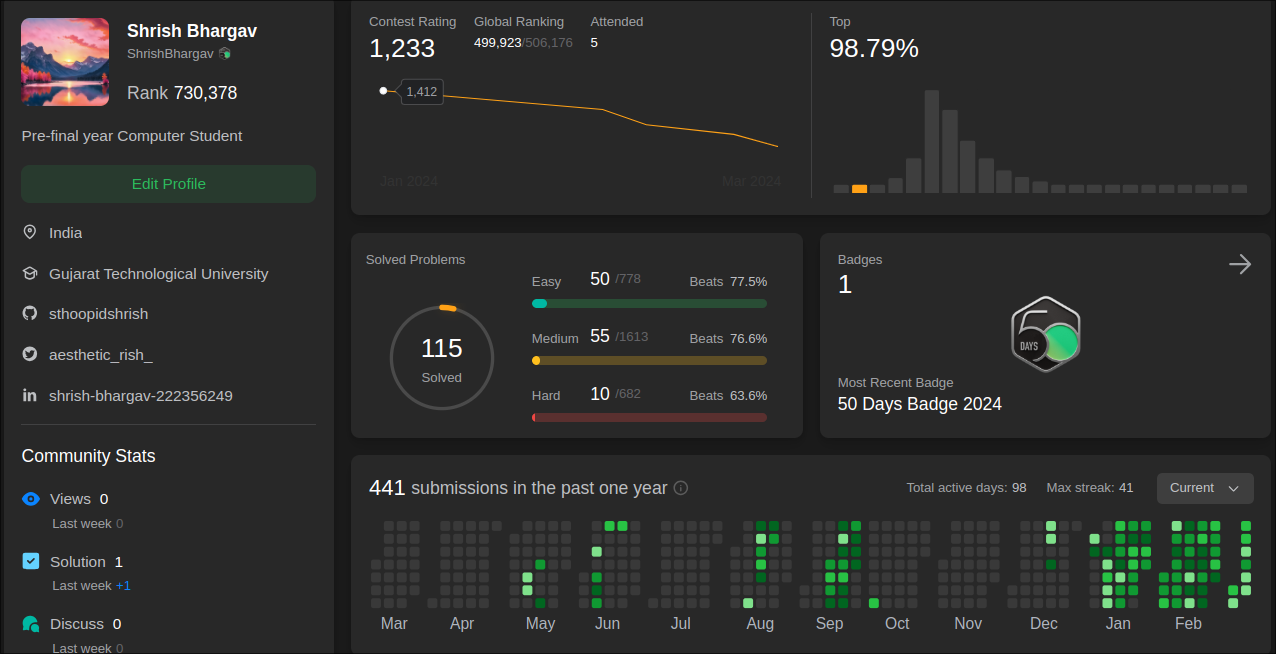 Shrish Bhargav
ShrishBhargav
Rank 730,378
Pre-final year Computer Student
Edit Profile
India
Gujarat Technological University
sthoopidshrish
aesthetic_rish_
shrish-bhargav-222356249
Community Stats
Views 0
Last week 0
Solution 1
Last week +1
Discuss 0
Last week 0
Contest Rating Global Ranking Attended
1,233 499,923/506,176 5
1,412
Jan 2024 Mar 2024
Top
98.79%
Solved Problems
115
Solved
Easy 50 /778 Beats 77.5%
Medium 55 /1613 Beats 76.6%
Hard 10 /682 Beats 63.6%
Badges
1
50
DAYS
Most Recent Badge
50 Days Badge 2024
441 submissions in the past one year Total active days: 98 Max streak: 41 Current
Mar Apr May Jun Jul Aug Sep Oct Nov Dec Jan Feb